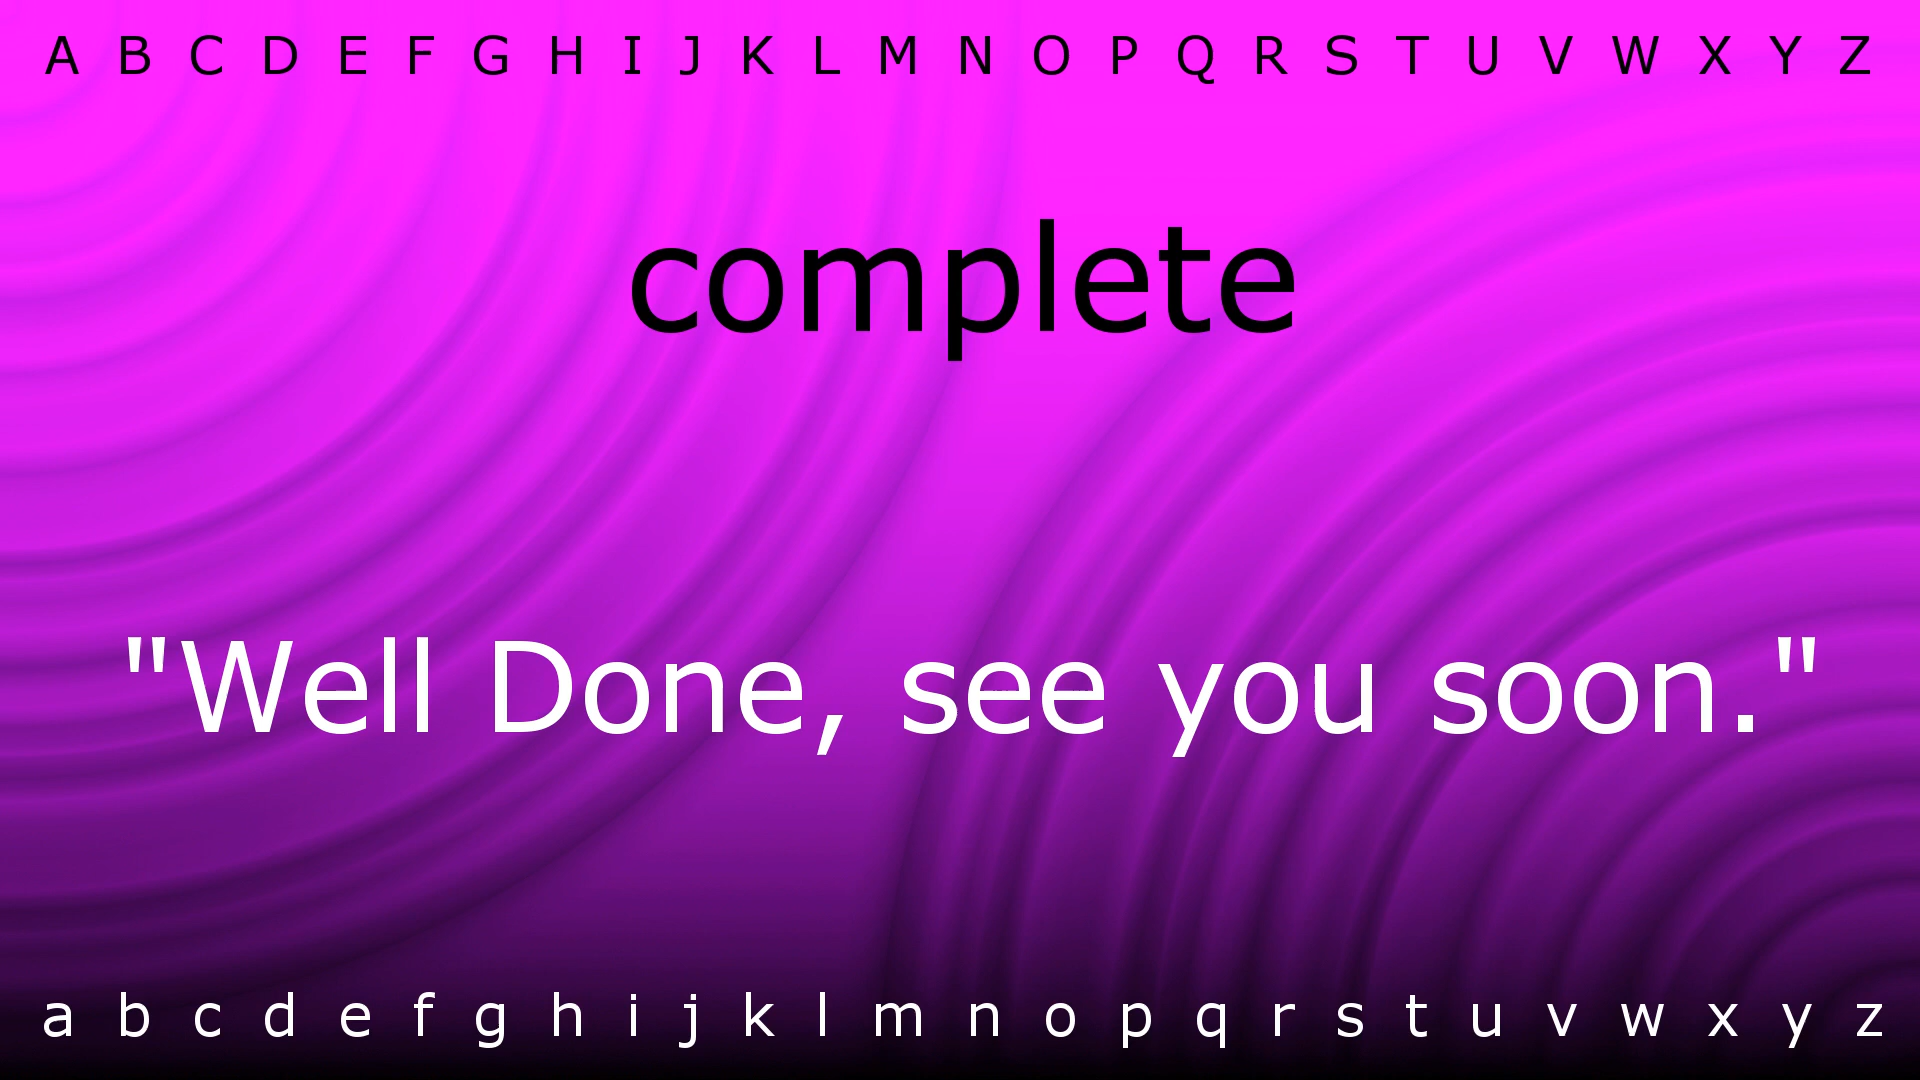 A B C D E F G H I J K L M N O P Q R S T U V W X Y Z
complete
"Well Done, see you soon."
a b c d e f g h i j k l m n o p q r s t u v w x y z